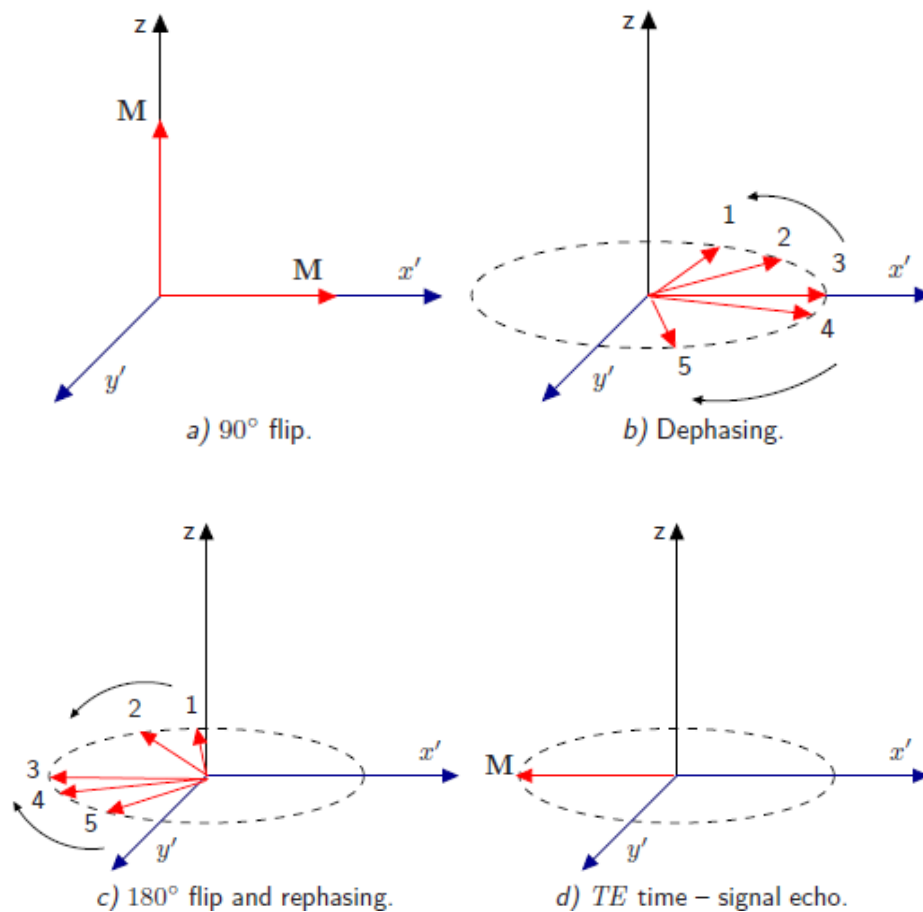 z
M
M
x′
y′
a) 90° flip.
z
1
2
3
x′
4
5
y′
b) Dephasing.
z
2
1
3
4
5
x′
y′
c) 180° flip and rephasing.
z
M
x′
y′
d) TE time – signal echo.